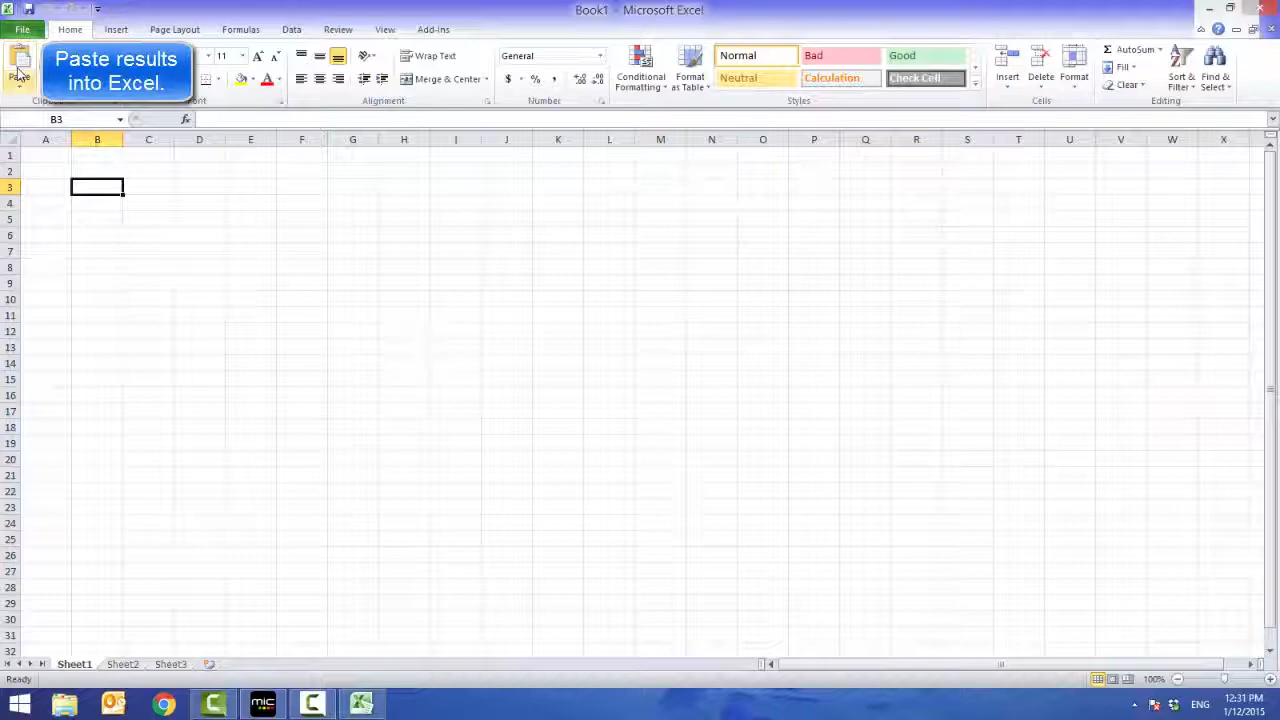 Book1 - Microsoft Excel
File Home Insert Page Layout Formulas Data Review View Add-Ins
Paste results
into Excel.
11 Wrap Text General Normal Bad Good AutoSum
Merge & Center $ % , Conditional Formatting Format as Table Neutral Calculation Check Cell Insert Delete Format Fill Clear Sort & Filter Find & Select
Alignment Number Styles Cells Editing
B3 fx
A B C D E F G H I J K L M N O P Q R S T U V W X
1
2
3
4
5
6
7
8
9
10
11
12
13
14
15
16
17
18
19
20
21
22
23
24
25
26
27
28
29
30
31
32
Sheet1 Sheet2 Sheet3
Ready 100%
mic C C ENG 12:31 PM
1/12/2015